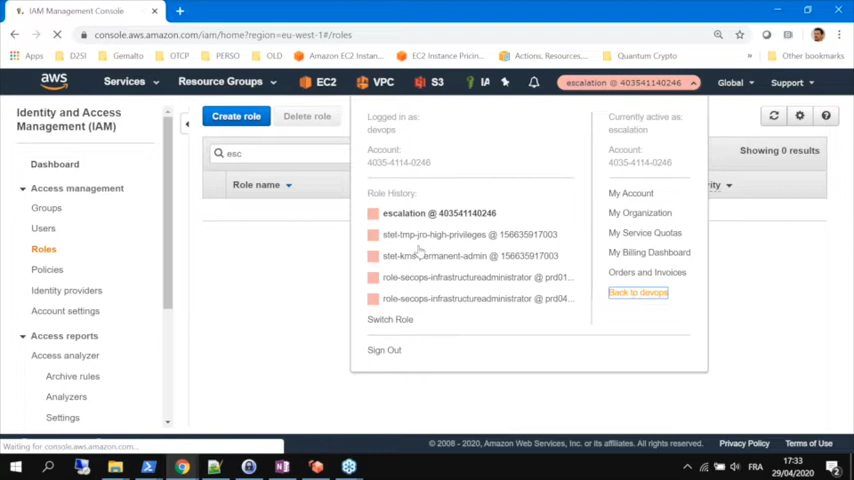 IAM Management Console
console.aws.amazon.com/iam/home?region=eu-west-1#/roles
Apps D2SI Gemalto OTCP PERSO OLD Amazon EC2 Instan... EC2 Instance Pricing... Actions, Resources,... Quantum Crypto Other bookmarks
aws Services Resource Groups EC2 VPC S3 IA escalation @ 403541140246 Global Support
Identity and Access
Management (IAM)
Dashboard
Access management
Groups
Users
Roles
Policies
Identity providers
Account settings
Access reports
Access analyzer
Archive rules
Analyzers
Settings
Create role Delete role
esc
Showing 0 results
Role name
ity
Logged in as:
devops
Account:
4035-4114-0246
Role History:
escalation @ 403541140246
stet-tmp-jro-high-privileges @ 156635917003
stet-kms-permanent-admin @ 156635917003
role-secops-infrastructureadministrator @ prd01...
role-secops-infrastructureadministrator @ prd04...
Switch Role
Sign Out
Currently active as:
escalation
Account:
4035-4114-0246
My Account
My Organization
My Service Quotas
My Billing Dashboard
Orders and Invoices
Back to devops
Waiting for console.aws.amazon.com...
© 2008 - 2020, Amazon Web Services, Inc. or its affiliates. All rights reserved. Privacy Policy Terms of Use
FRA
17:33
29/04/2020
2